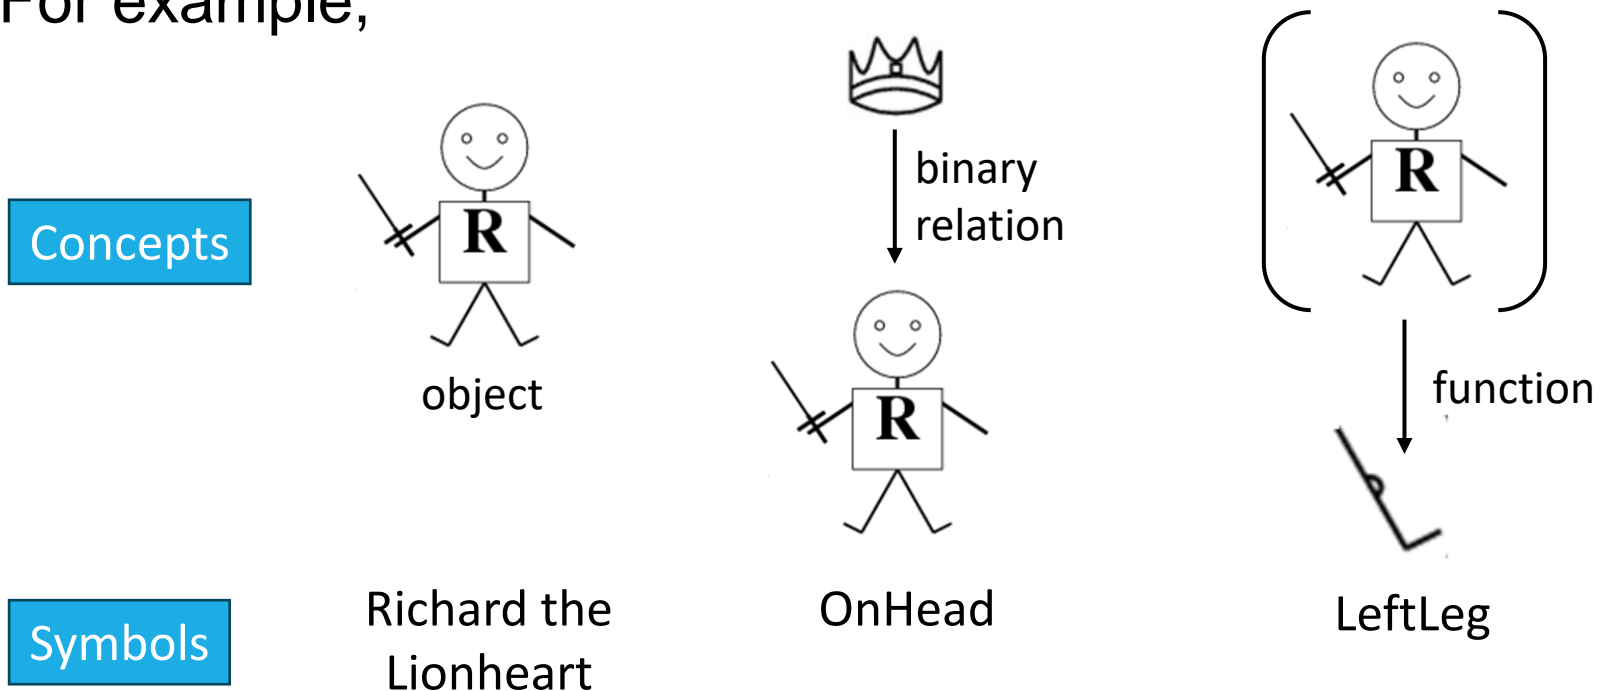 For example,
Concepts
R
object
binary
relation
R
R
function
Symbols
Richard the
Lionheart
OnHead
LeftLeg